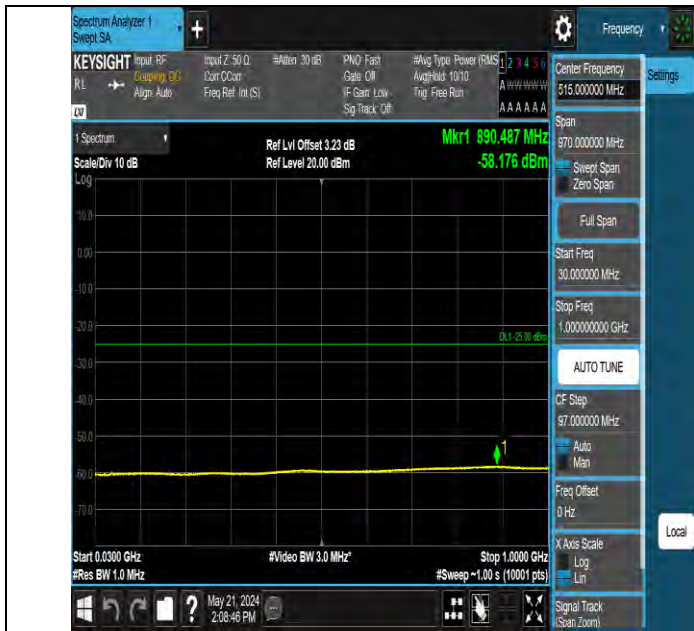 Spectrum Analyzer 1
Swept SA
Frequency
KEYSIGHT
RL
Input: RF
Coupling: DC
Align: Auto
Input Z: 50 Ω
Corr CCorr
Freq Ref: Int (S)
#Atten: 30 dB
PNO: Fast
Gate: Off
IF Gain: Low
Sig Track: Off
#Avg Type: Power (RMS
Avg|Hold: 10/10
Trig: Free Run
1 2 3 4 5 6
A
A A A A A A
1 Spectrum
Scale/Div 10 dB
Log
Ref Lvl Offset 3.23 dB
Ref Level 20.00 dBm
Mkr1 890.487 MHz
-58.176 dBm
10.0
0.00
-10.0
-20.0
DL1 -25.00 dBm
-30.0
-40.0
-50.0
1
-60.0
-70.0
Start 0.0300 GHz
#Res BW 1.0 MHz
#Video BW 3.0 MHz*
Stop 1.0000 GHz
#Sweep ~1.00 s (10001 pts)
May 21, 2024
2:08:46 PM
Center Frequency
515.000000 MHz
Settings
Span
970.000000 MHz
Swept Span
Zero Span
Full Span
Start Freq
30.000000 MHz
Stop Freq
1.000000000 GHz
AUTO TUNE
CF Step
97.000000 MHz
Auto
Man
Freq Offset
0 Hz
Local
X Axis Scale
Log
Lin
Signal Track
(Span Zoom)